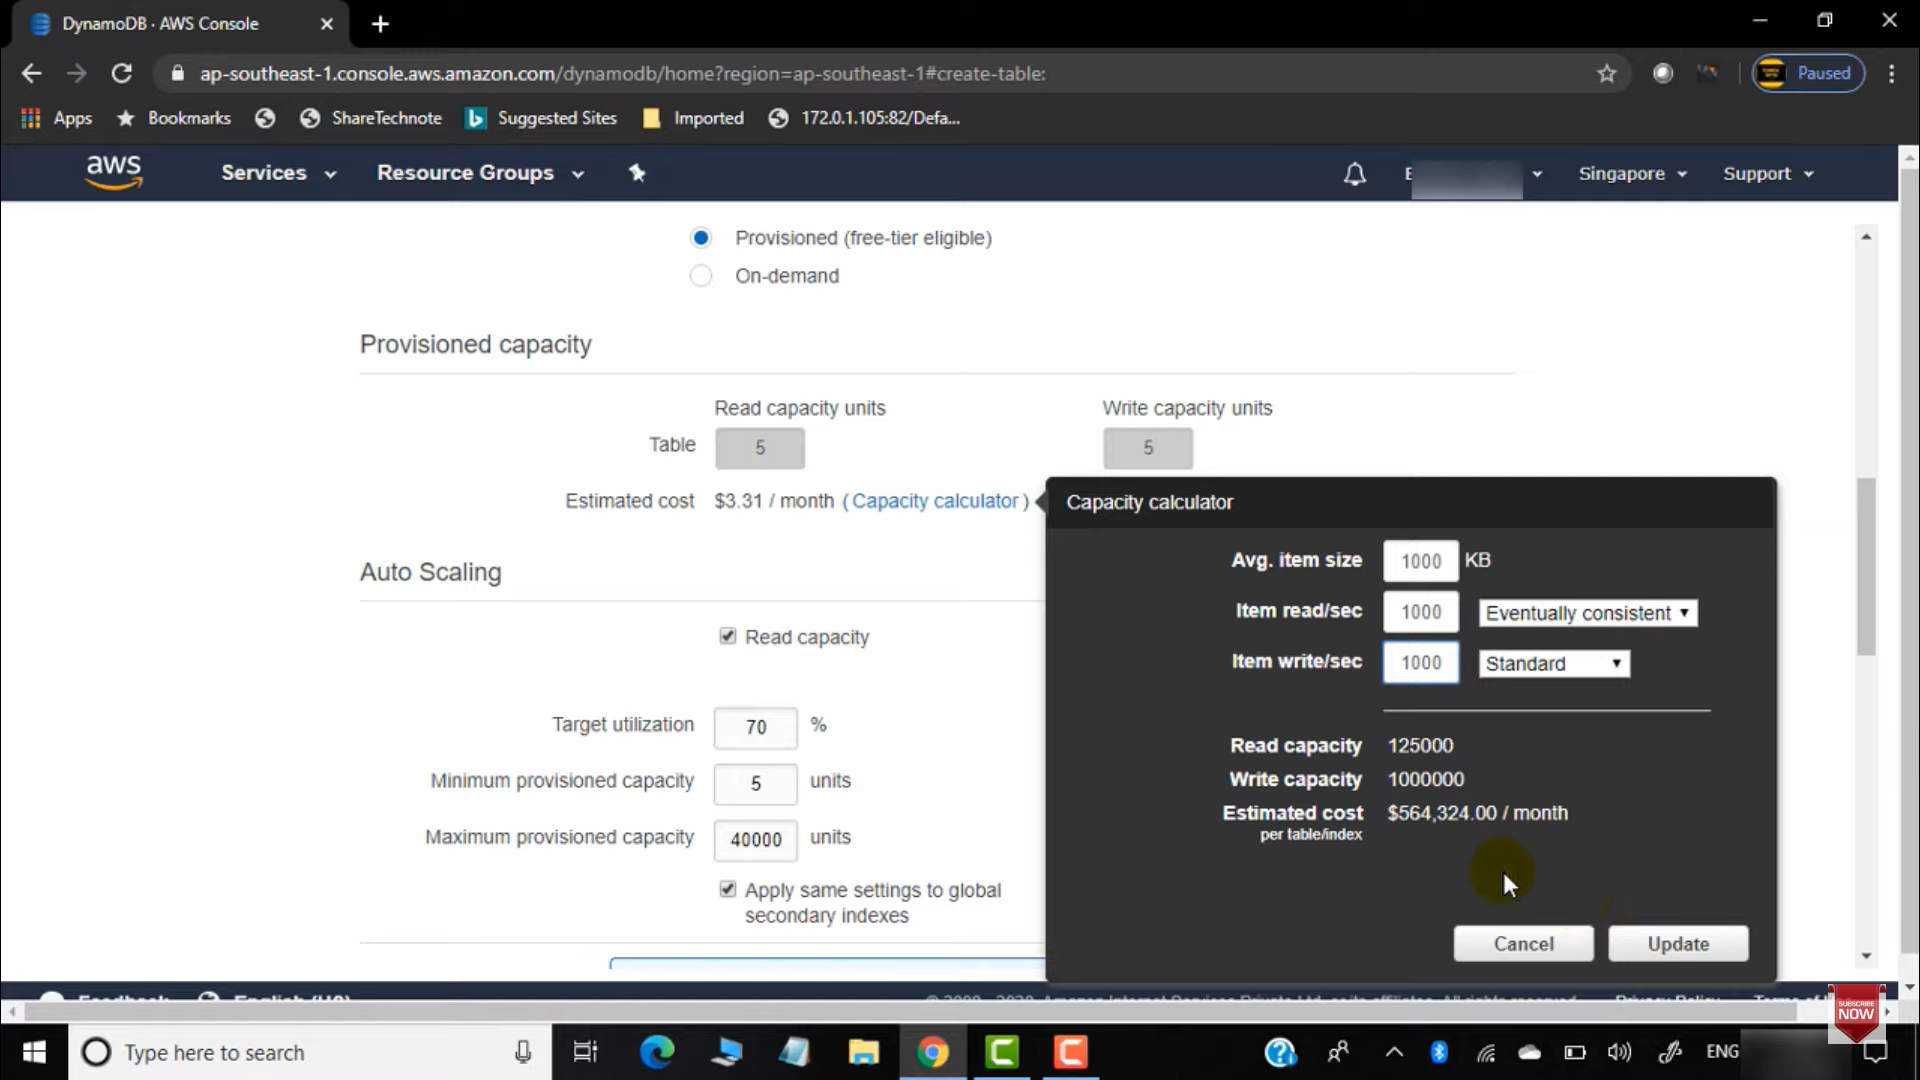 DynamoDB · AWS Console
ap-southeast-1.console.aws.amazon.com/dynamodb/home?region=ap-southeast-1#create-table:
Paused
Apps
Bookmarks
ShareTechnote
Suggested Sites
Imported
172.0.1.105:82/Defa...
aws
Services
Resource Groups
Singapore
Support
Provisioned (free-tier eligible)
On-demand
Provisioned capacity
Read capacity units
Write capacity units
Table
5
5
Estimated cost
$3.31 / month ( Capacity calculator )
Capacity calculator
Avg. item size 1000 KB
Item read/sec 1000 Eventually consistent
Item write/sec 1000 Standard
Read capacity 125000
Write capacity 1000000
Estimated cost $564,324.00 / month
per table/index
Cancel
Update
Auto Scaling
Read capacity
Target utilization 70 %
Minimum provisioned capacity 5 units
Maximum provisioned capacity 40000 units
Apply same settings to global
secondary indexes
Feedback
English (US)
SUBSCRIBE
NOW
Type here to search
ENG